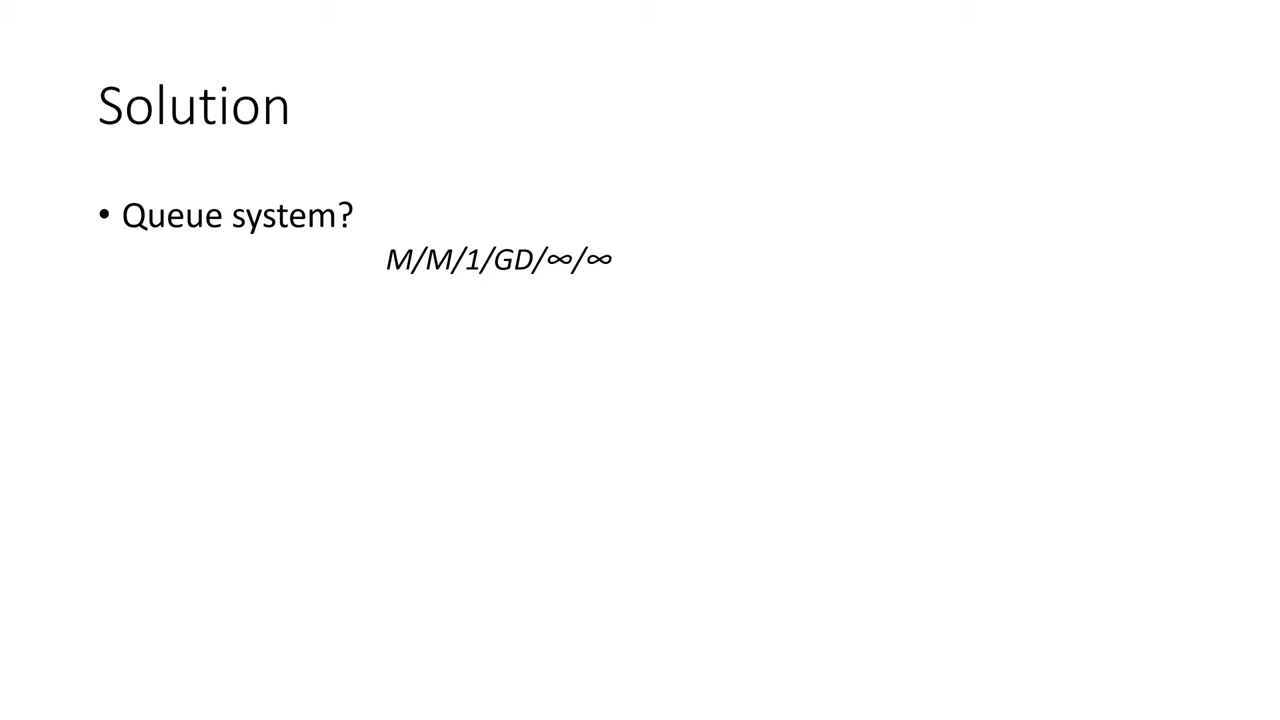 Solution
• Queue system?
M/M/1/GD/∞/∞